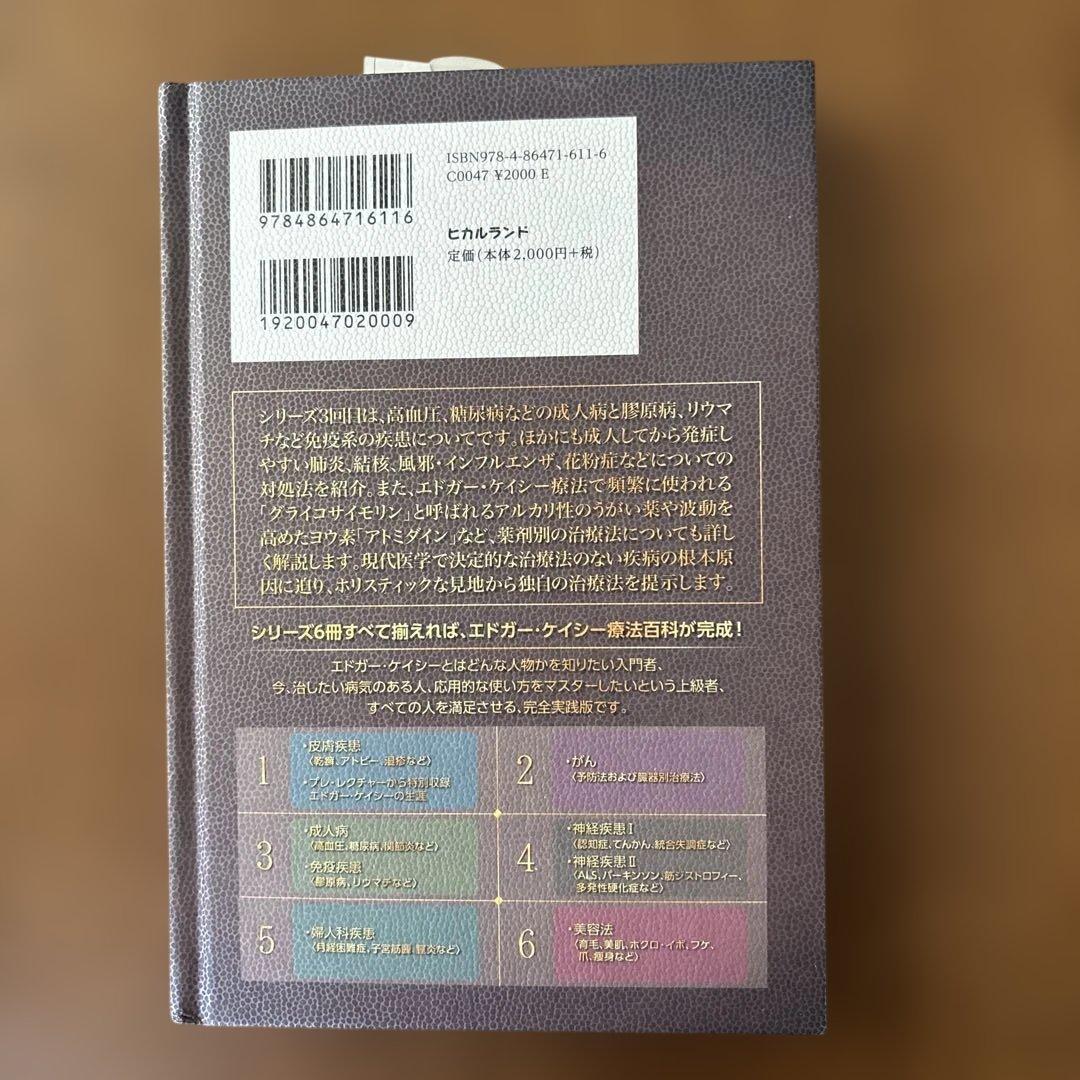 ISBN978-4-86471-611-6
C0047 ¥2000 E
9784864716116
ヒカルランド
定価(本体2,000円+税)
1920047020009
シリーズ3回目は、高血圧、糖尿病などの成人病と膠原病、リウマ
チなど免疫系の疾患についてです。ほかにも成人してから発症し
やすい肺炎、結核、風邪・インフルエンザ、花粉症などについての
対処法を紹介。また、エドガー・ケイシー療法で頻繁に使われる
「グライコサイモリン」と呼ばれるアルカリ性のうがい薬や波動を
高めたヨウ素「アトミダイン」など、薬剤別の治療法についても詳し
く解説します。現代医学で決定的な治療法のない疾病の根本原
因に迫り、ホリスティックな見地から独自の治療法を提示します。
シリーズ6冊すべて揃えれば、エドガー・ケイシー療法百科が完成!
エドガー・ケイシーとはどんな人物かを知りたい入門者、
今、治したい病気のある人、応用的な使い方をマスターしたいという上級者、
すべての人を満足させる、完全実践版です。
1
・皮膚疾患
〈乾癬、アトピー、湿疹など〉
・プレ・レクチャーから特別収録
エドガー・ケイシーの生涯
2
・がん
〈予防法および臓器別治療法〉
3
・成人病
〈高血圧、糖尿病、関節炎など〉
・免疫疾患
〈膠原病、リウマチなど〉
4
・神経疾患Ⅰ
〈認知症、てんかん、統合失調症など〉
・神経疾患Ⅱ
〈ALS、パーキンソン、筋ジストロフィー、
多発性硬化症など〉
5
・婦人科疾患
〈月経困難症、子宮筋腫、膣炎など〉
6
・美容法
〈育毛、美肌、ホクロ・イボ、フケ、
爪、痩身など〉